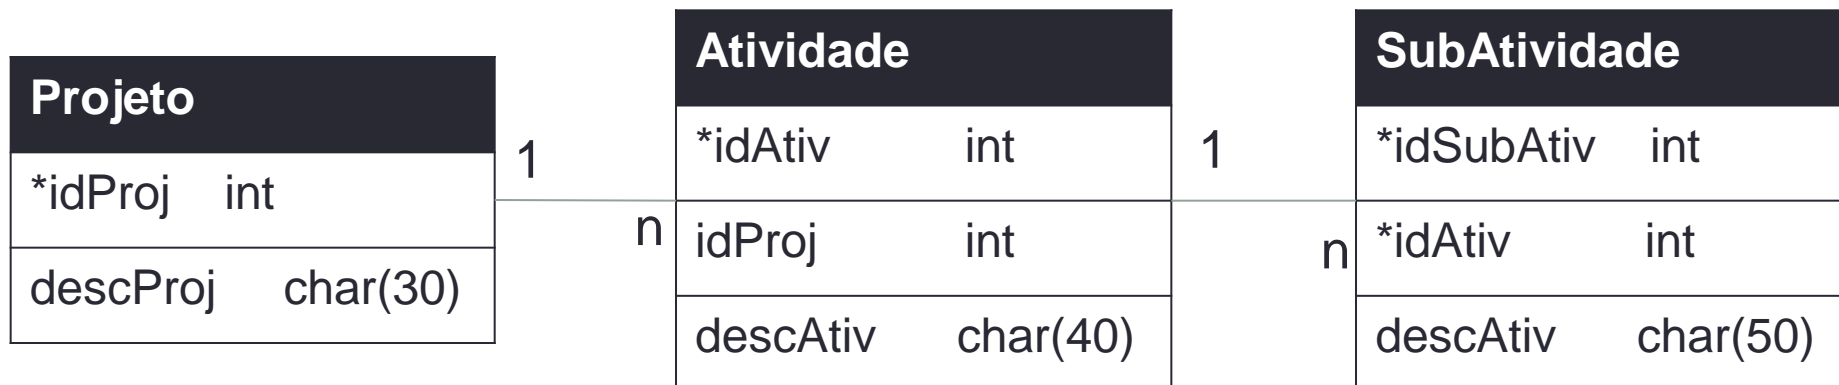 Projeto
*idProj int
descProj char(30)
1
n
Atividade
*idAtiv int
idProj int
descAtiv char(40)
1
n
SubAtividade
*idSubAtiv int
*idAtiv int
descAtiv char(50)